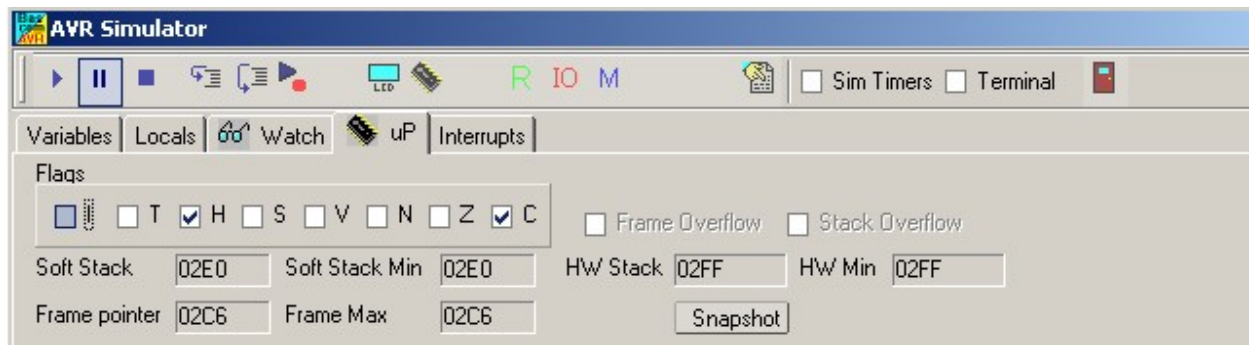 AVR Simulator
LCD R IO M Sim Timers Terminal
Variables Locals Watch uP Interrupts
Flags
I T H S V N Z C Frame Overflow Stack Overflow
Soft Stack 02E0 Soft Stack Min 02E0 HW Stack 02FF HW Min 02FF
Frame pointer 02C6 Frame Max 02C6 Snapshot